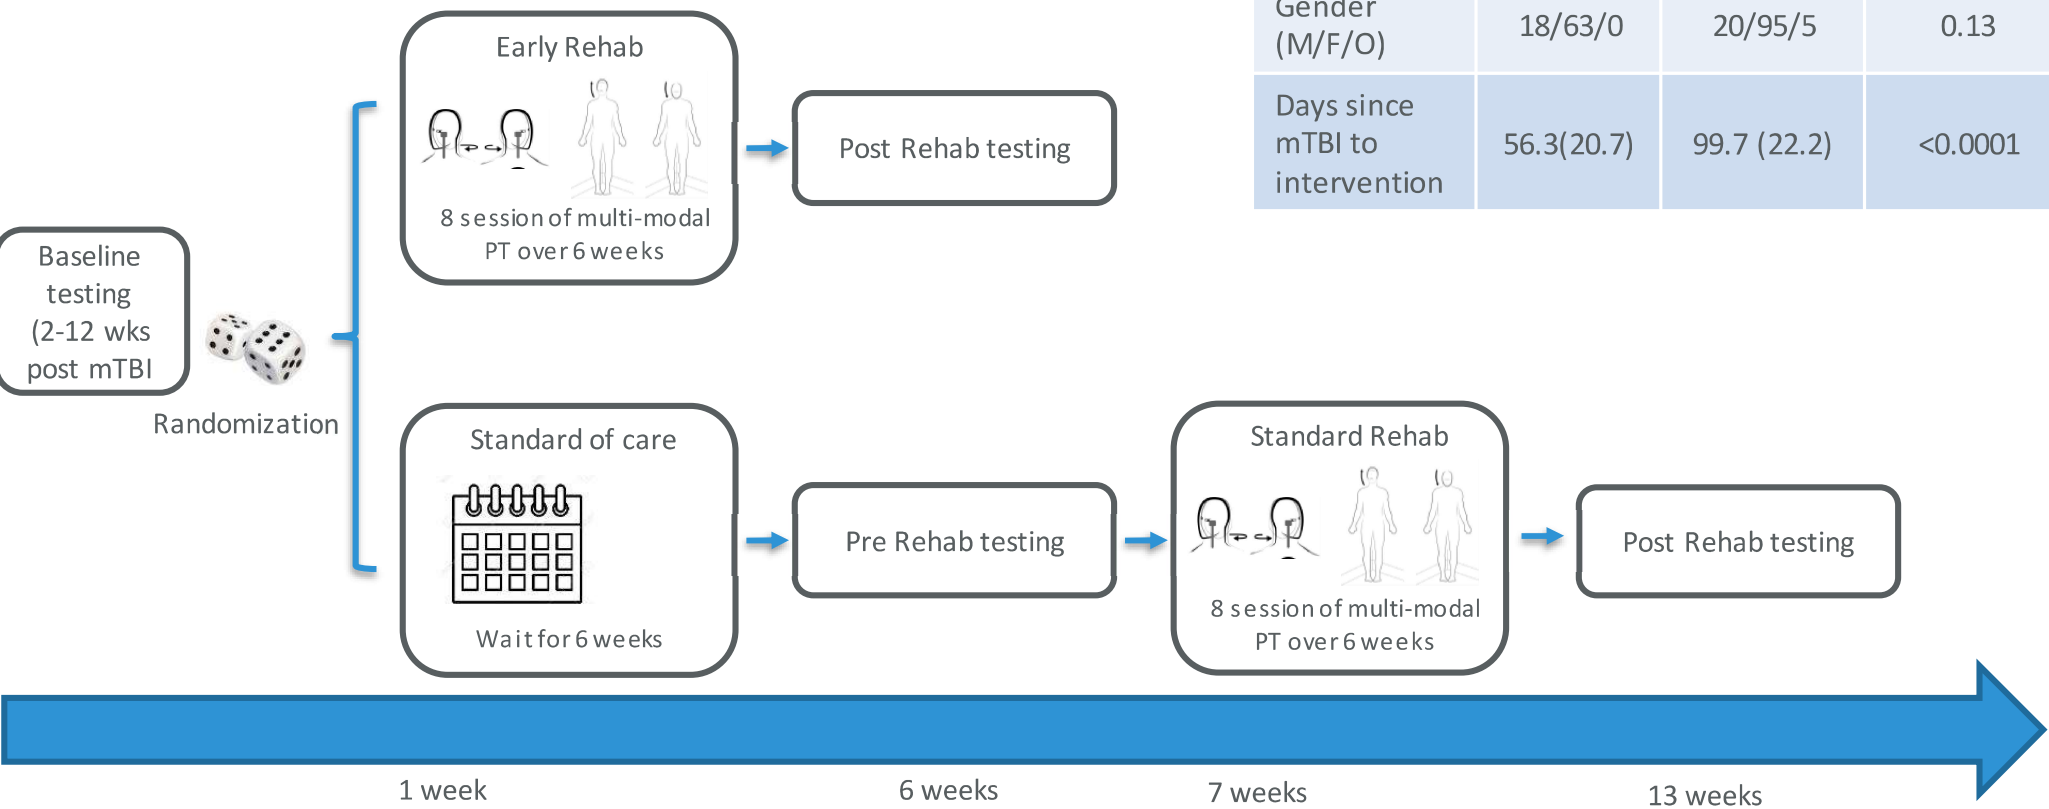 Early Rehab
8 session of multi-modal
PT over 6 weeks
Post Rehab testing
Gender
(M/F/O)
18/63/0
20/95/5
0.13
Days since
mTBI to
intervention
56.3(20.7)
99.7 (22.2)
<0.0001
Baseline
testing
(2-12 wks
post mTBI
Randomization
Standard of care
Wait for 6 weeks
Pre Rehab testing
Standard Rehab
8 session of multi-modal
PT over 6 weeks
Post Rehab testing
1 week
6 weeks
7 weeks
13 weeks